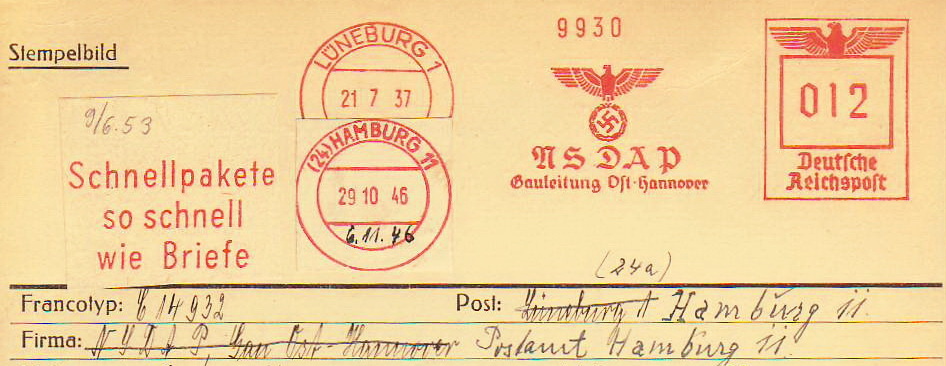 Stempelbild
9/6.53
Schnellpakete
so schnell
wie Briefe
LÜNEBURG 1
21 7 37
(24) HAMBURG 11
29 10 46
6.11.46
9930
NSDAP
Gauleitung Ost-Hannover
012
Deutsche
Reichspost
(24a)
Francotyp: C 14932 Post: Lüneburg 1 Hamburg 11.
Firma: N S D A P, Gau Ost-Hannover Postamt Hamburg 11.